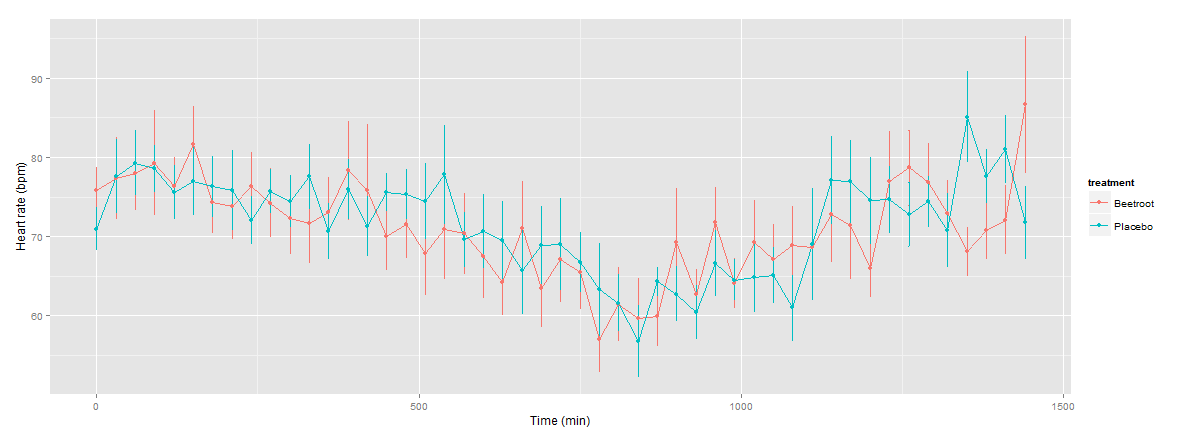 Heart rate (bpm)
90
80
70
60
0
500
1000
1500
Time (min)
treatment
Beetroot
Placebo